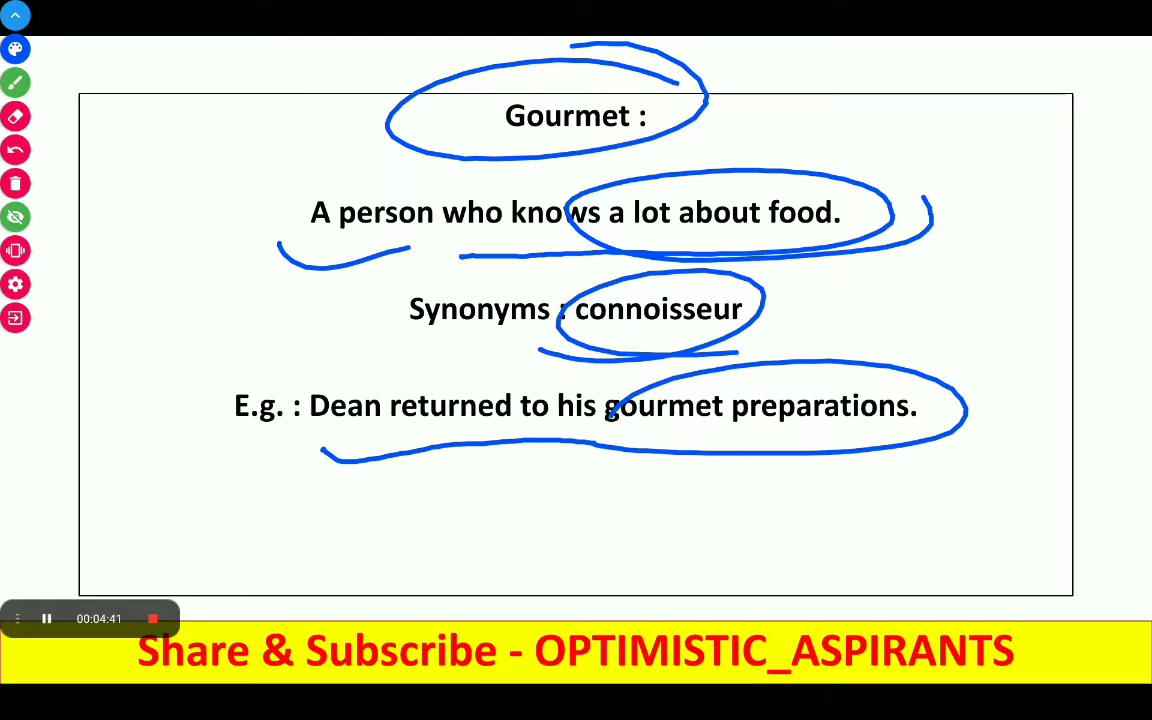 Gourmet :
A person who knows a lot about food.
Synonyms : connoisseur
E.g. : Dean returned to his gourmet preparations.
00:04:41
Share & Subscribe - OPTIMISTIC_ASPIRANTS